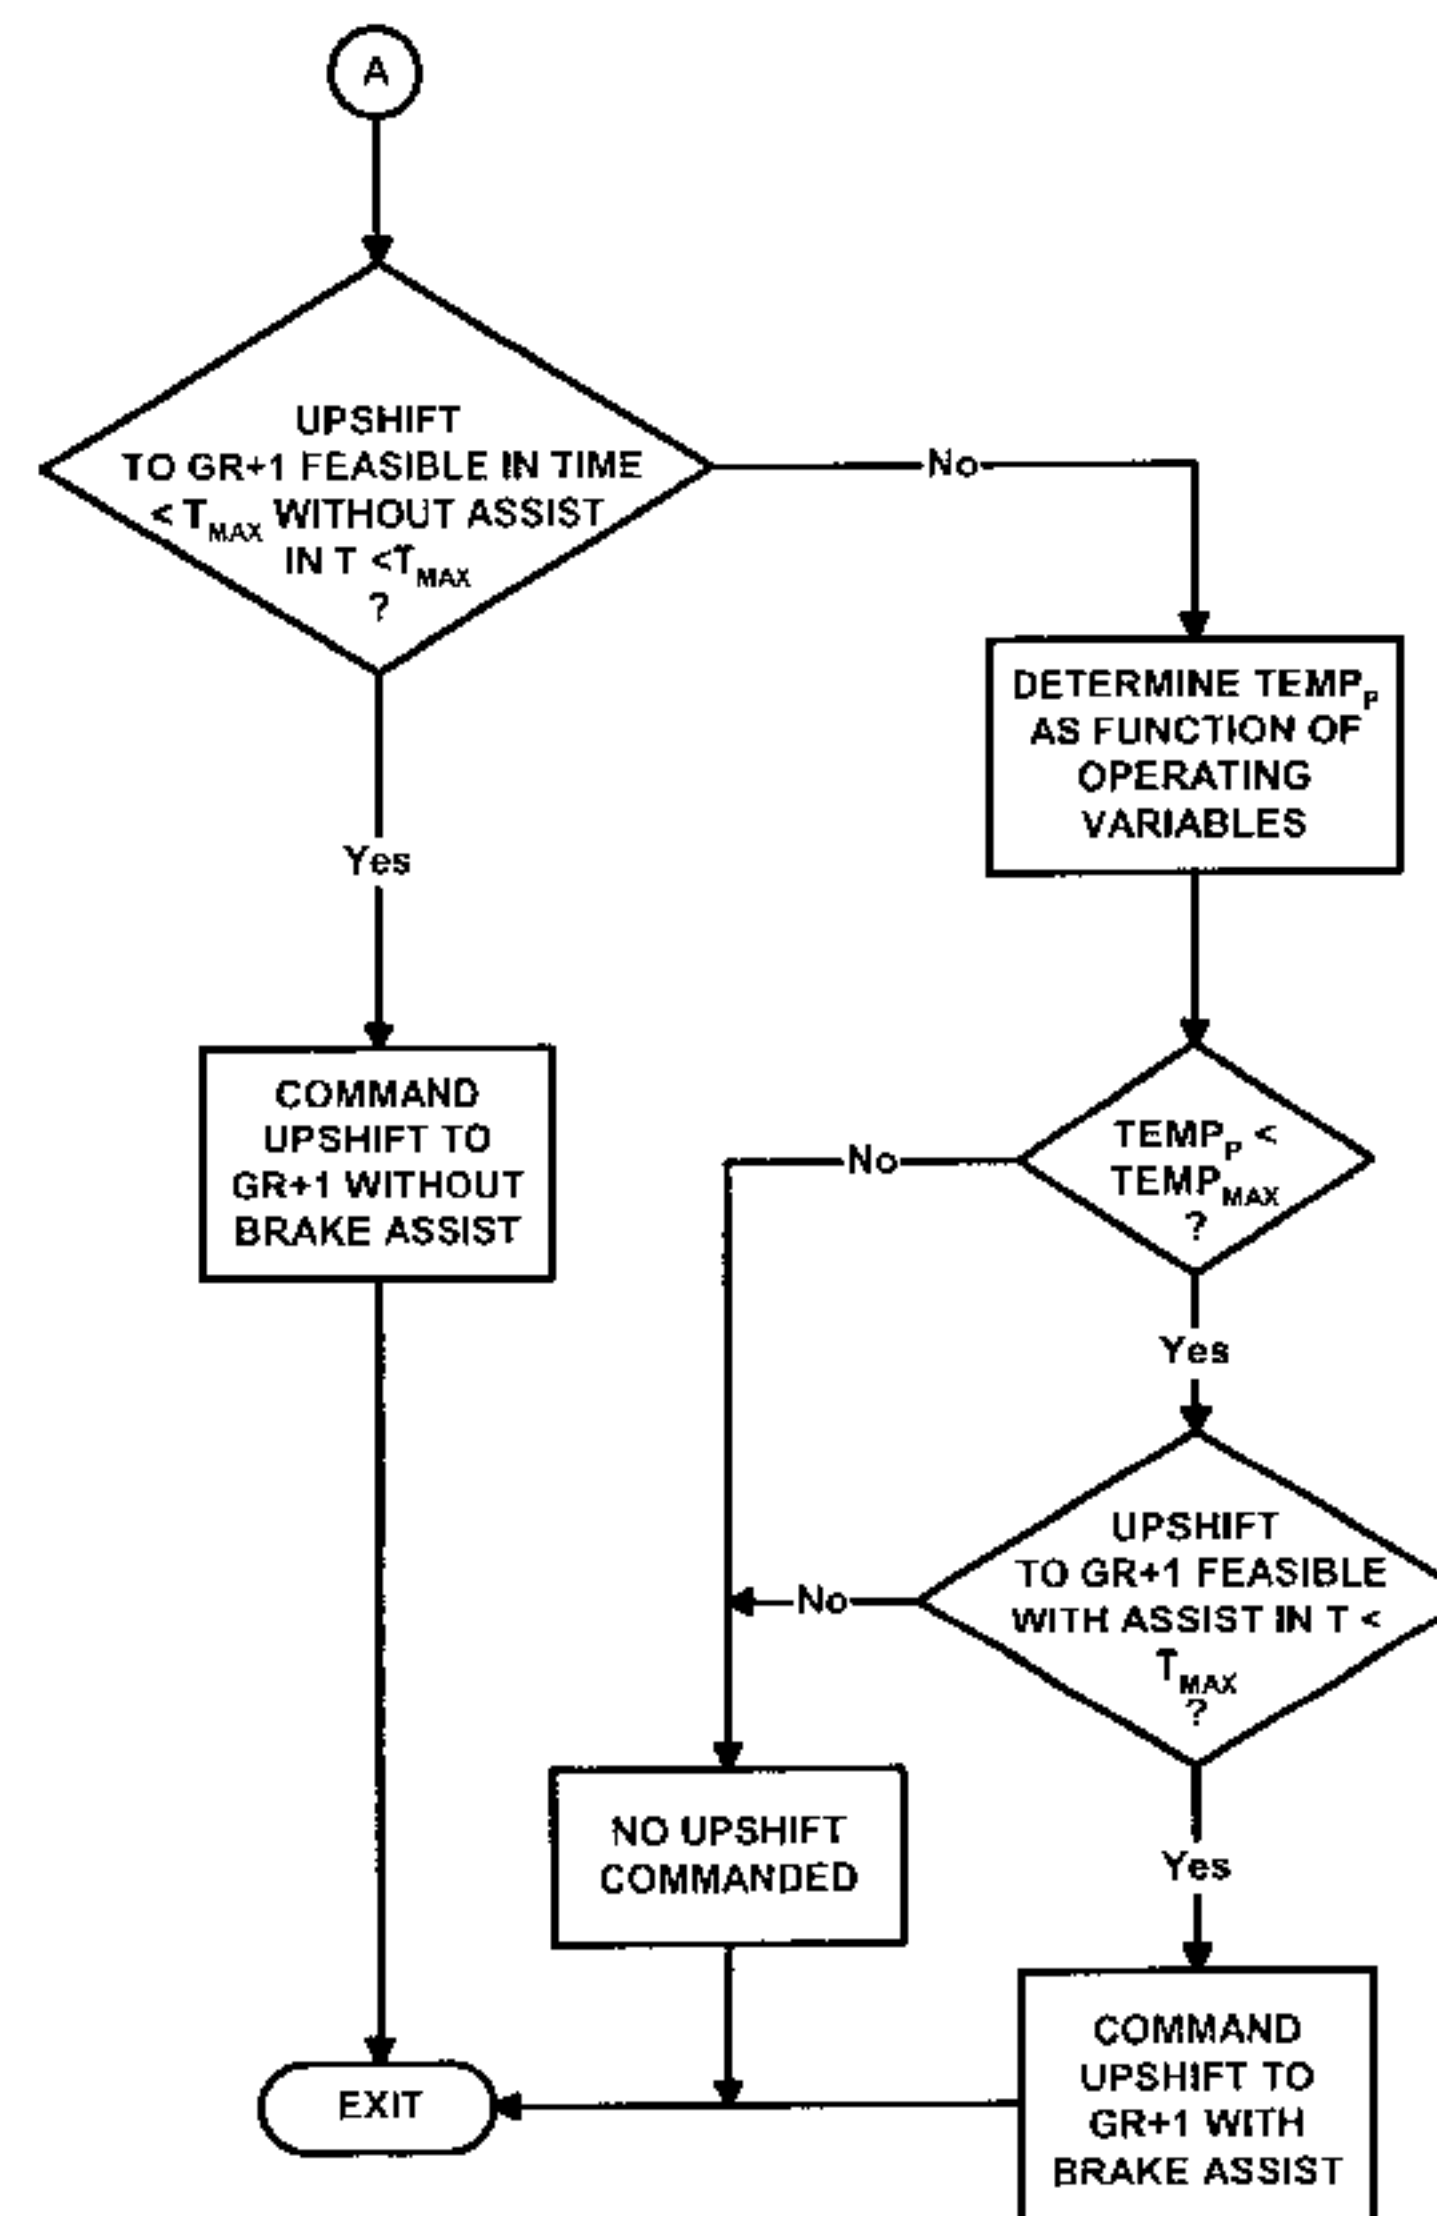 A
UPSHIFT
TO GR+1 FEASIBLE IN TIME
< TMAX WITHOUT ASSIST
IN T <TMAX
?
No
DETERMINE TEMPP
AS FUNCTION OF
OPERATING
VARIABLES
Yes
COMMAND
UPSHIFT TO
GR+1 WITHOUT
BRAKE ASSIST
TEMPP <
TEMPMAX
?
No
Yes
UPSHIFT
TO GR+1 FEASIBLE
WITH ASSIST IN T <
TMAX
?
No
Yes
NO UPSHIFT
COMMANDED
COMMAND
UPSHIFT TO
GR+1 WITH
BRAKE ASSIST
EXIT